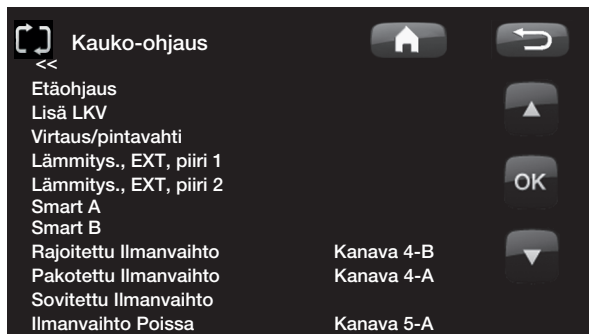 Kauko-ohjaus
<<
Etäohjaus
Lisä LKV
Virtaus/pintavahti
Lämmitys., EXT, piiri 1
Lämmitys., EXT, piiri 2
OK
Smart A
Smart B
Rajoitettu Ilmanvaihto Kanava 4-B
Pakotettu Ilmanvaihto Kanava 4-A
Sovitettu Ilmanvaihto
Ilmanvaihto Poissa Kanava 5-A